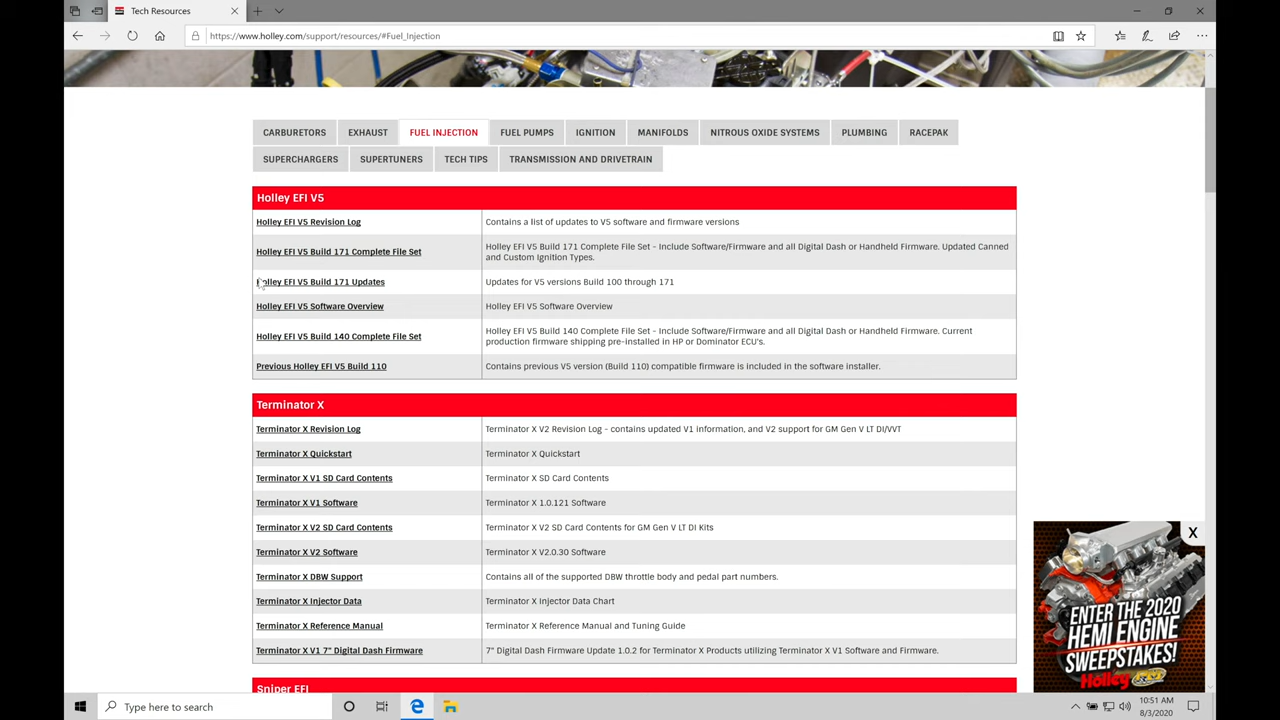 Tech Resources
https://www.holley.com/support/resources/#Fuel_Injection
CARBURETORS EXHAUST FUEL INJECTION FUEL PUMPS IGNITION MANIFOLDS NITROUS OXIDE SYSTEMS PLUMBING RACEPAK
SUPERCHARGERS SUPERTUNERS TECH TIPS TRANSMISSION AND DRIVETRAIN
Holley EFI V5
Holley EFI V5 Revision Log Contains a list of updates to V5 software and firmware versions
Holley EFI V5 Build 171 Complete File Set Holley EFI V5 Build 171 Complete File Set - Include Software/Firmware and all Digital Dash or Handheld Firmware. Updated Canned
and Custom Ignition Types.
Holley EFI V5 Build 171 Updates Updates for V5 versions Build 100 through 171
Holley EFI V5 Software Overview Holley EFI V5 Software Overview
Holley EFI V5 Build 140 Complete File Set Holley EFI V5 Build 140 Complete File Set - Include Software/Firmware and all Digital Dash or Handheld Firmware. Current
production firmware shipping pre-installed in HP or Dominator ECU's.
Previous Holley EFI V5 Build 110 Contains previous V5 version (Build 110) compatible firmware is included in the software installer.
Terminator X
Terminator X Revision Log Terminator X V2 Revision Log - contains updated V1 information, and V2 support for GM Gen V LT DI/VVT
Terminator X Quickstart Terminator X Quickstart
Terminator X V1 SD Card Contents Terminator X SD Card Contents
Terminator X V1 Software Terminator X 1.0.121 Software
Terminator X V2 SD Card Contents Terminator X V2 SD Card Contents for GM Gen V LT DI Kits
Terminator X V2 Software Terminator X V2.0.30 Software
Terminator X DBW Support Contains all of the supported DBW throttle body and pedal part numbers.
Terminator X Injector Data Terminator X Injector Data Chart
Terminator X Reference Manual Terminator X Reference Manual and Tuning Guide
Terminator X V1 7" Digital Dash Firmware 7" Digital Dash Firmware Update 1.0.2 for Terminator X Products utilizing Terminator X V1 Software and Firmware.
Sniper EFI
X
ENTER THE 2020
HEMI ENGINE
SWEEPSTAKES!
Holley EFI
Type here to search
10:51 AM
8/3/2020